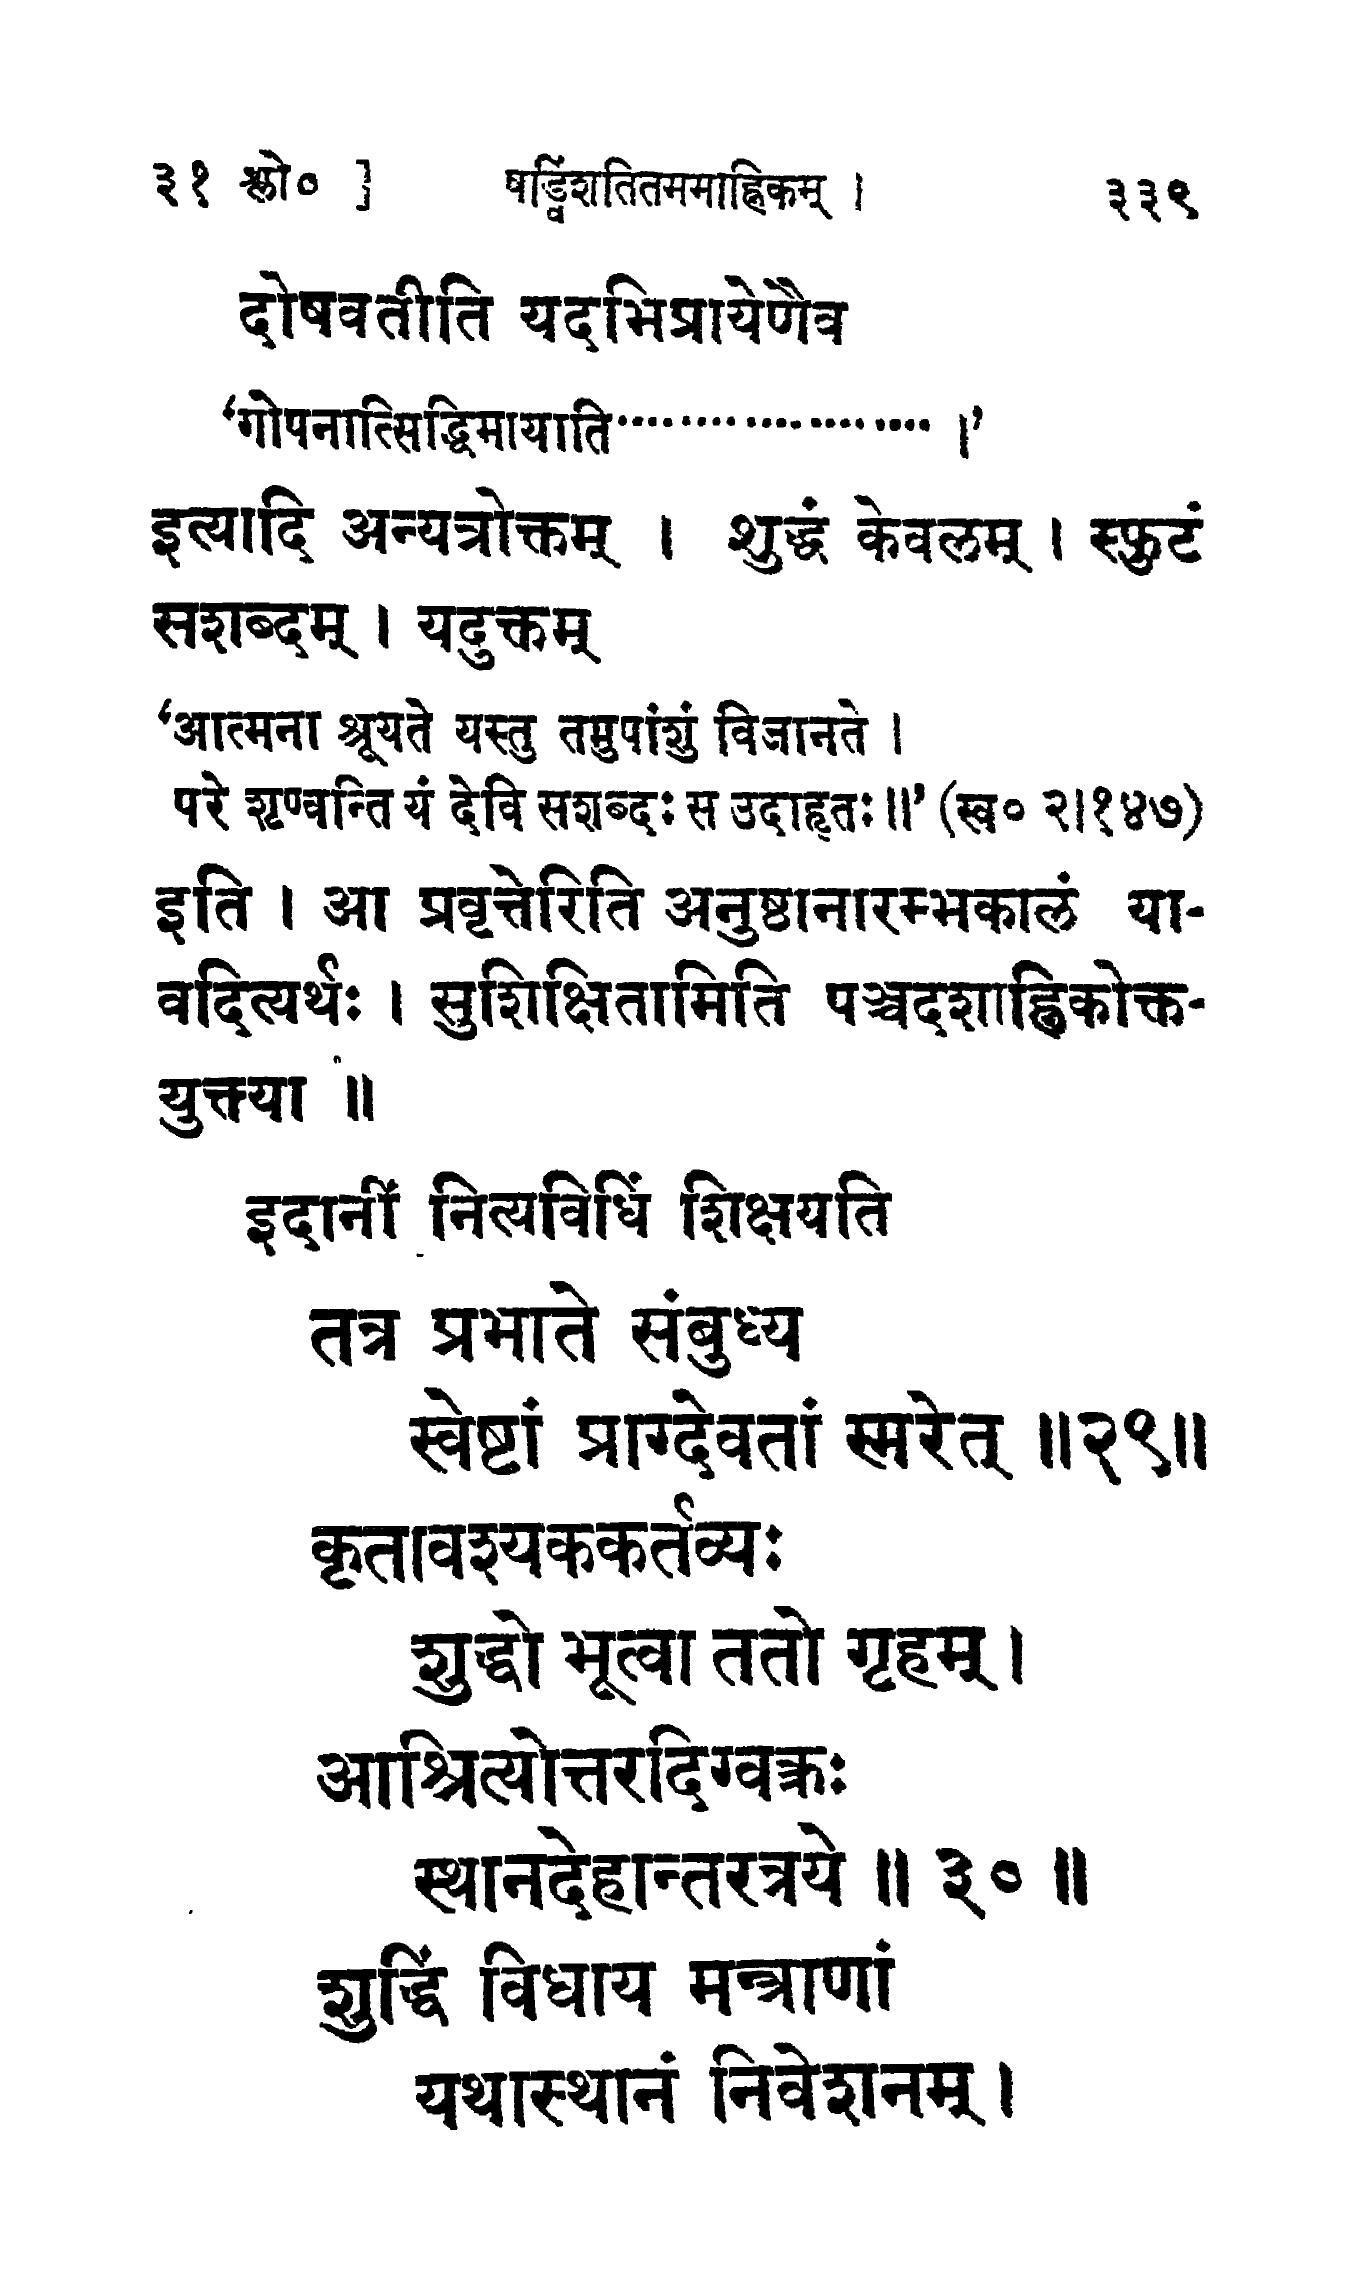 ३१ श्लो० ] षड्विंशतितममाह्निकम् । ३३९
दोषवतीति यदभिप्रायेणैव
‘गोपनात्सिद्धिमायाति····················।’
इत्यादि अन्यत्रोक्तम् । शुद्धं केवलम् । स्फुटं
सशब्दम् । यदुक्तम्
‘आत्मना श्रूयते यस्तु तमुपांशुं विजानते ।
परे शृण्वन्ति यं देवि सशब्दः स उदाहृतः॥’ (स्व० २।१४७)
इति । आ प्रवृत्तेरिति अनुष्ठानारम्भकालं या-
वदित्यर्थः । सुशिक्षितामिति पञ्चदशाह्निकोक्त-
युक्त्या ॥
इदानीं नित्यविधिं शिक्षयति
तत्र प्रभाते संबुध्य
स्वेष्टां प्राग्देवतां स्मरेत् ॥२९॥
कृतावश्यककर्तव्यः
शुद्धो भूत्वा ततो गृहम् ।
आश्रित्योत्तरदिग्वक्त्रः
स्थानदेहान्तरत्रये ॥ ३० ॥
शुद्धिं विधाय मन्त्राणां
यथास्थानं निवेशनम् ।